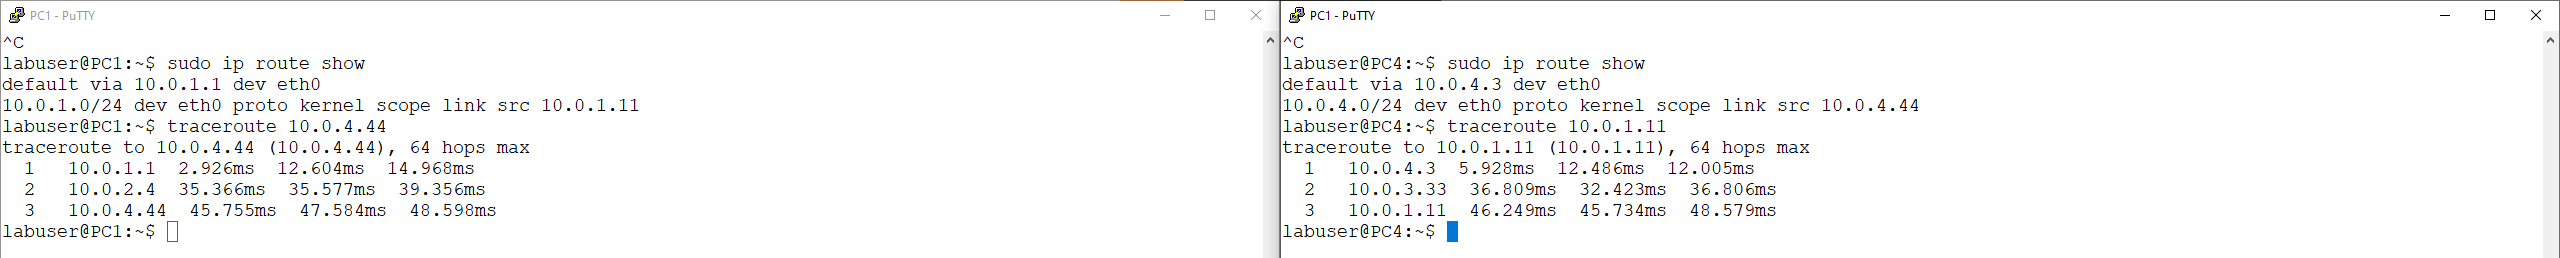 PC1 - PuTTY
^C
labuser@PC1:~$ sudo ip route show
default via 10.0.1.1 dev eth0
10.0.1.0/24 dev eth0 proto kernel scope link src 10.0.1.11
labuser@PC1:~$ traceroute 10.0.4.44
traceroute to 10.0.4.44 (10.0.4.44), 64 hops max
  1   10.0.1.1  2.926ms  12.604ms  14.968ms
  2   10.0.2.4  35.366ms  35.577ms  39.356ms
  3   10.0.4.44  45.755ms  47.584ms  48.598ms
labuser@PC1:~$
PC1 - PuTTY
^C
labuser@PC4:~$ sudo ip route show
default via 10.0.4.3 dev eth0
10.0.4.0/24 dev eth0 proto kernel scope link src 10.0.4.44
labuser@PC4:~$ traceroute 10.0.1.11
traceroute to 10.0.1.11 (10.0.1.11), 64 hops max
  1   10.0.4.3  5.928ms  12.486ms  12.005ms
  2   10.0.3.33  36.809ms  32.423ms  36.806ms
  3   10.0.1.11  46.249ms  45.734ms  48.579ms
labuser@PC4:~$